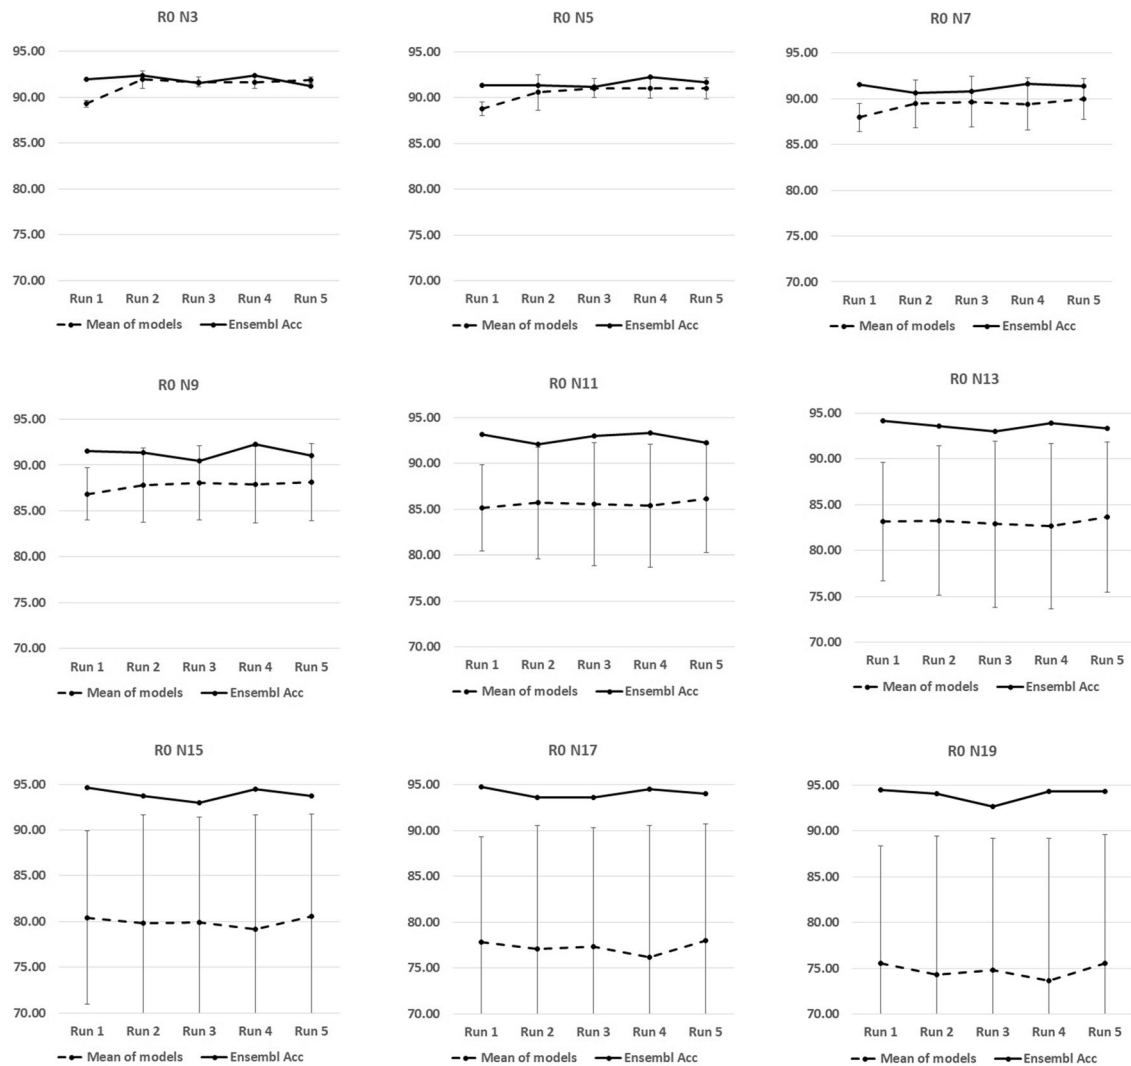 R0 N3
95.00
90.00
85.00
80.00
75.00
70.00
Run 1 Run 2 Run 3 Run 4 Run 5
Mean of models Ensembl Acc
R0 N5
95.00
90.00
85.00
80.00
75.00
70.00
Run 1 Run 2 Run 3 Run 4 Run 5
Mean of models Ensembl Acc
R0 N7
95.00
90.00
85.00
80.00
75.00
70.00
Run 1 Run 2 Run 3 Run 4 Run 5
Mean of models Ensembl Acc
R0 N9
95.00
90.00
85.00
80.00
75.00
70.00
Run 1 Run 2 Run 3 Run 4 Run 5
Mean of models Ensembl Acc
R0 N11
95.00
90.00
85.00
80.00
75.00
70.00
Run 1 Run 2 Run 3 Run 4 Run 5
Mean of models Ensembl Acc
R0 N13
95.00
90.00
85.00
80.00
75.00
70.00
Run 1 Run 2 Run 3 Run 4 Run 5
Mean of models Ensembl Acc
R0 N15
95.00
90.00
85.00
80.00
75.00
70.00
Run 1 Run 2 Run 3 Run 4 Run 5
Mean of models Ensembl Acc
R0 N17
95.00
90.00
85.00
80.00
75.00
70.00
Run 1 Run 2 Run 3 Run 4 Run 5
Mean of models Ensembl Acc
R0 N19
95.00
90.00
85.00
80.00
75.00
70.00
Run 1 Run 2 Run 3 Run 4 Run 5
Mean of models Ensembl Acc